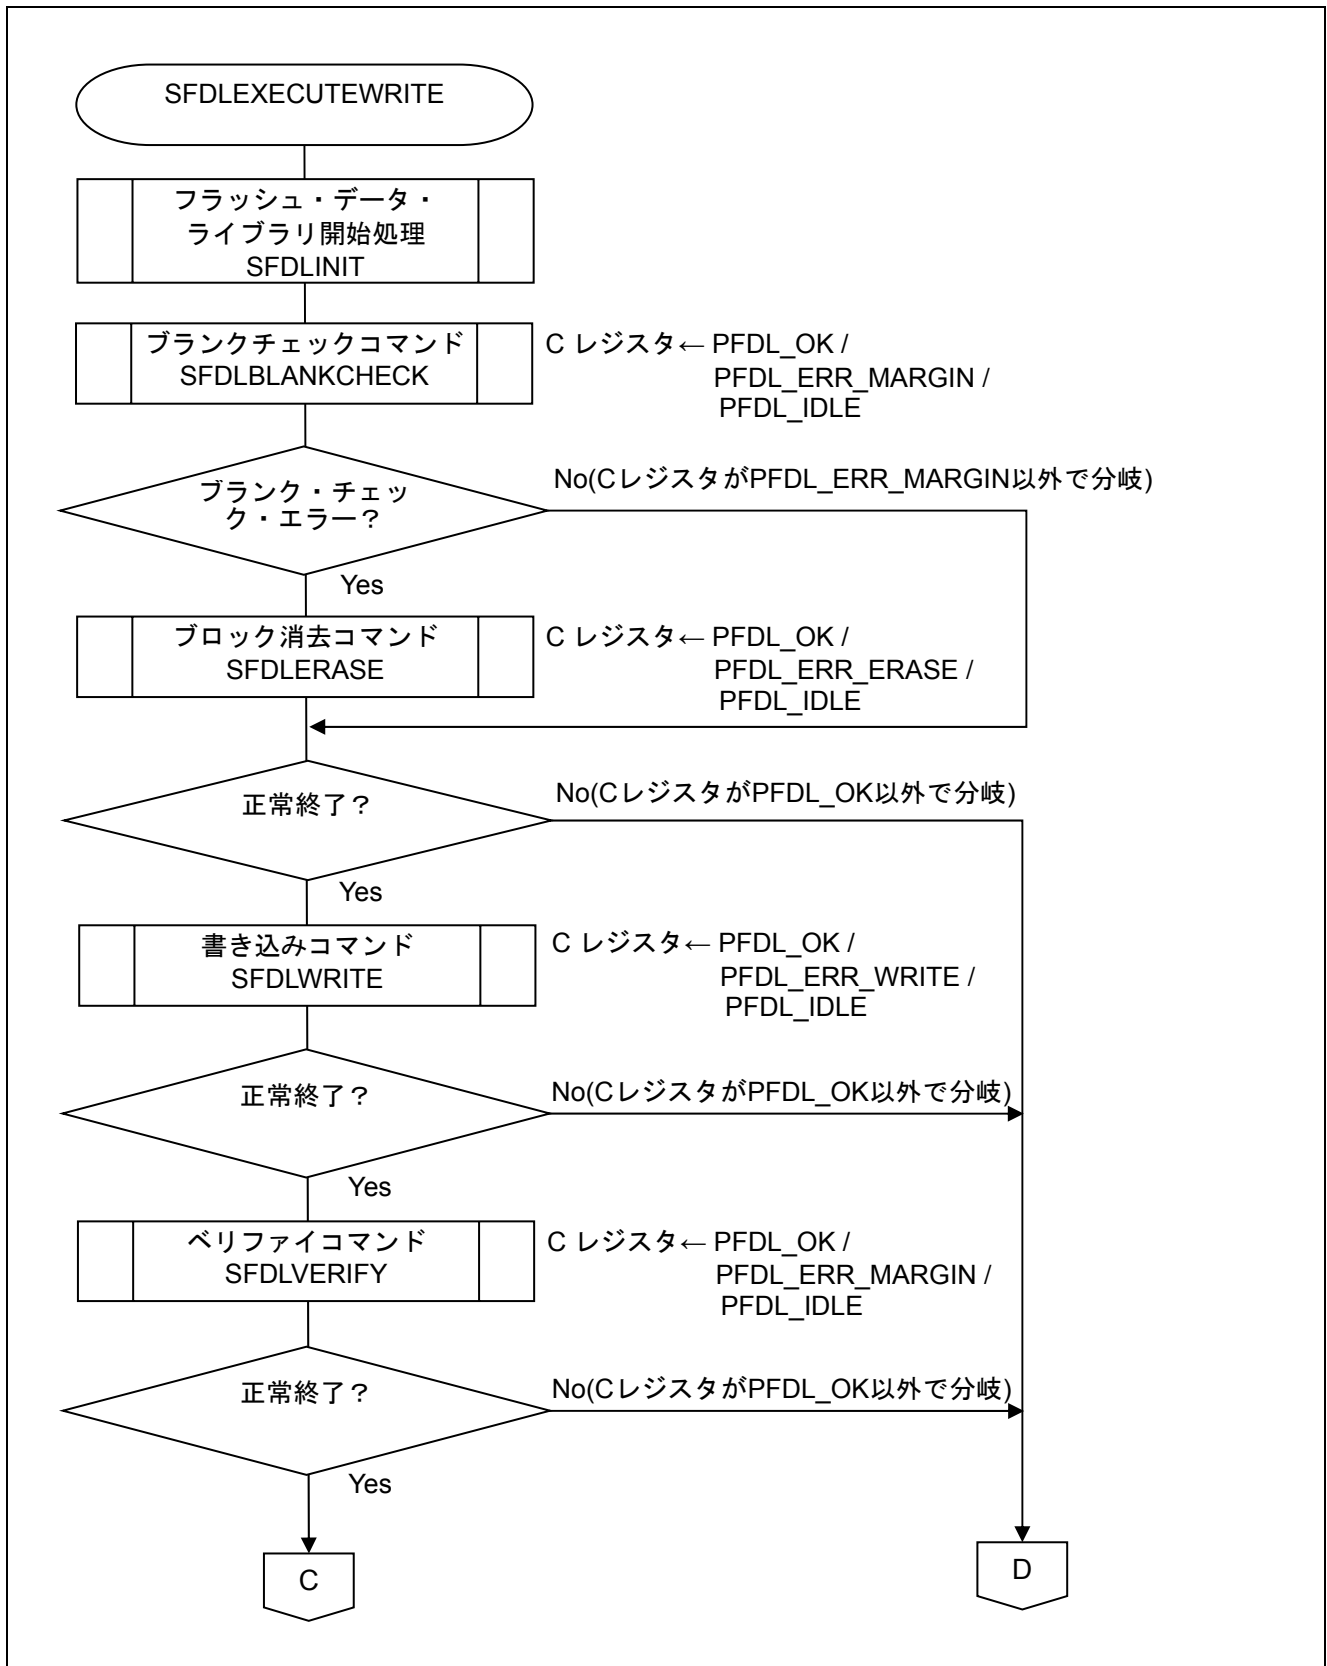 SFDLEXECUTEWRITE
フラッシュ・データ・
ライブラリ開始処理
SFDLINIT
ブランクチェックコマンド
SFDLBLANKCHECK
C レジスタ← PFDL_OK /
PFDL_ERR_MARGIN /
PFDL_IDLE
ブランク・チェッ
ク・エラー？
No(CレジスタがPFDL_ERR_MARGIN以外で分岐)
Yes
ブロック消去コマンド
SFDLERASE
C レジスタ← PFDL_OK /
PFDL_ERR_ERASE /
PFDL_IDLE
正常終了？
No(CレジスタがPFDL_OK以外で分岐)
Yes
書き込みコマンド
SFDLWRITE
C レジスタ← PFDL_OK /
PFDL_ERR_WRITE /
PFDL_IDLE
正常終了？
No(CレジスタがPFDL_OK以外で分岐)
Yes
ベリファイコマンド
SFDLVERIFY
C レジスタ← PFDL_OK /
PFDL_ERR_MARGIN /
PFDL_IDLE
正常終了？
No(CレジスタがPFDL_OK以外で分岐)
Yes
C
D